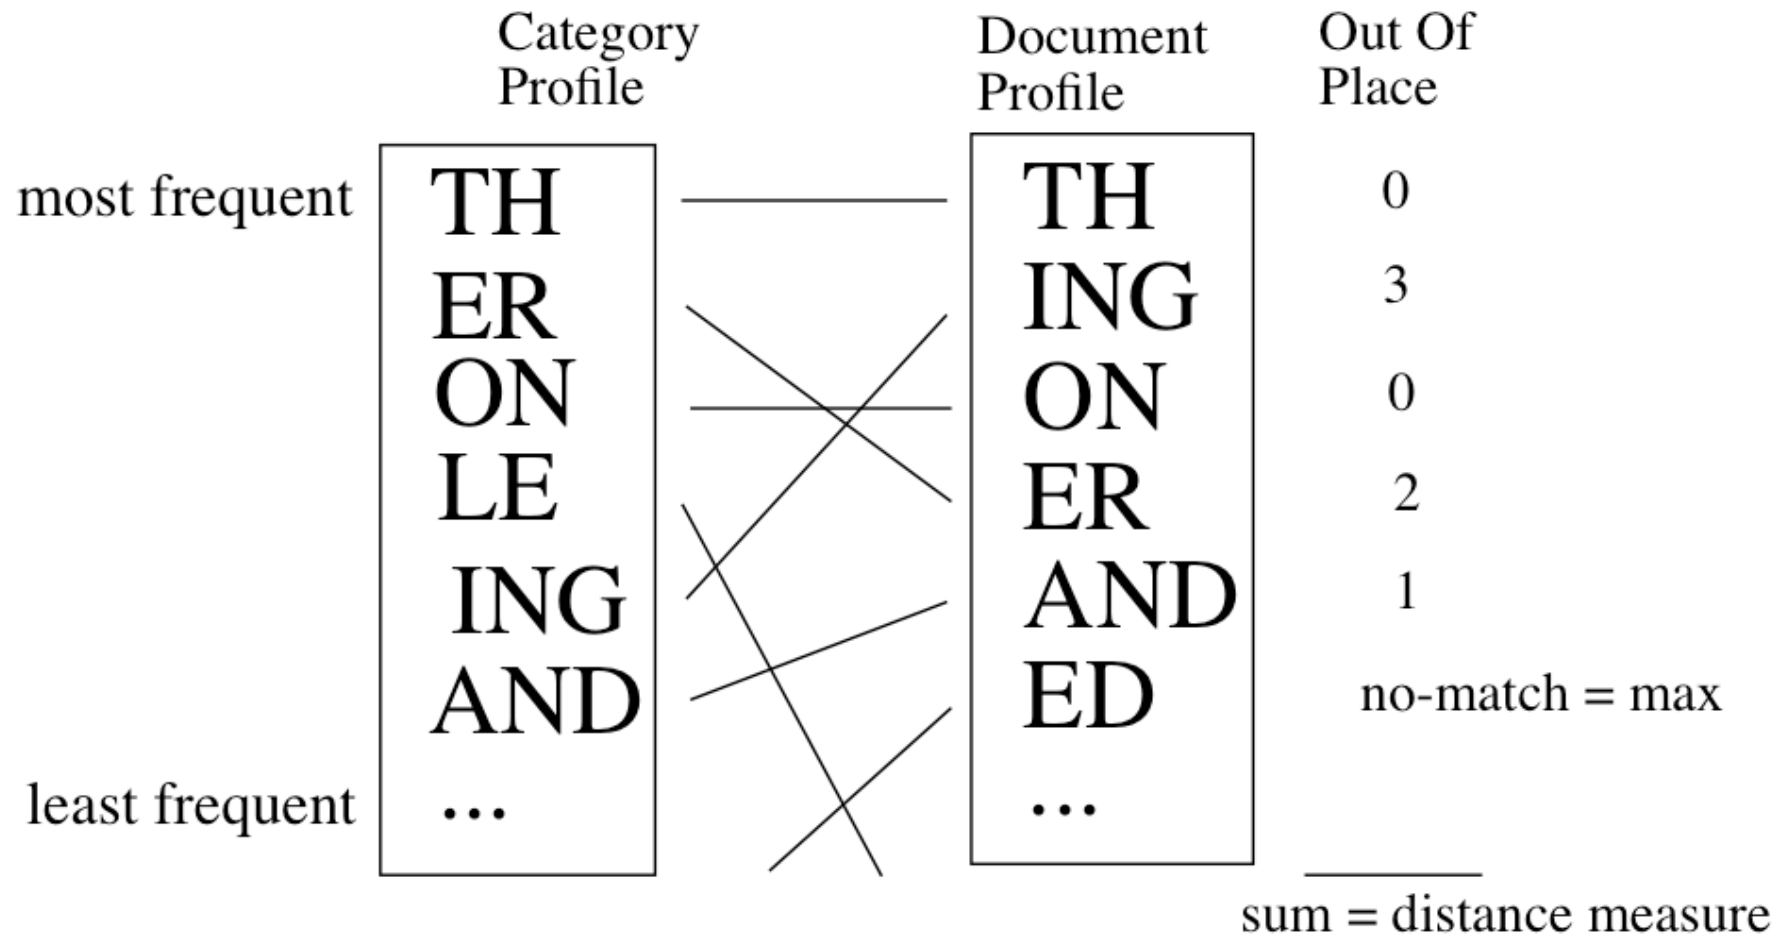 Category
Profile
Document
Profile
Out Of
Place
most frequent
TH
ER
ON
LE
ING
AND
...
least frequent
TH
ING
ON
ER
AND
ED
...
0
3
0
2
1
no-match = max
sum = distance measure